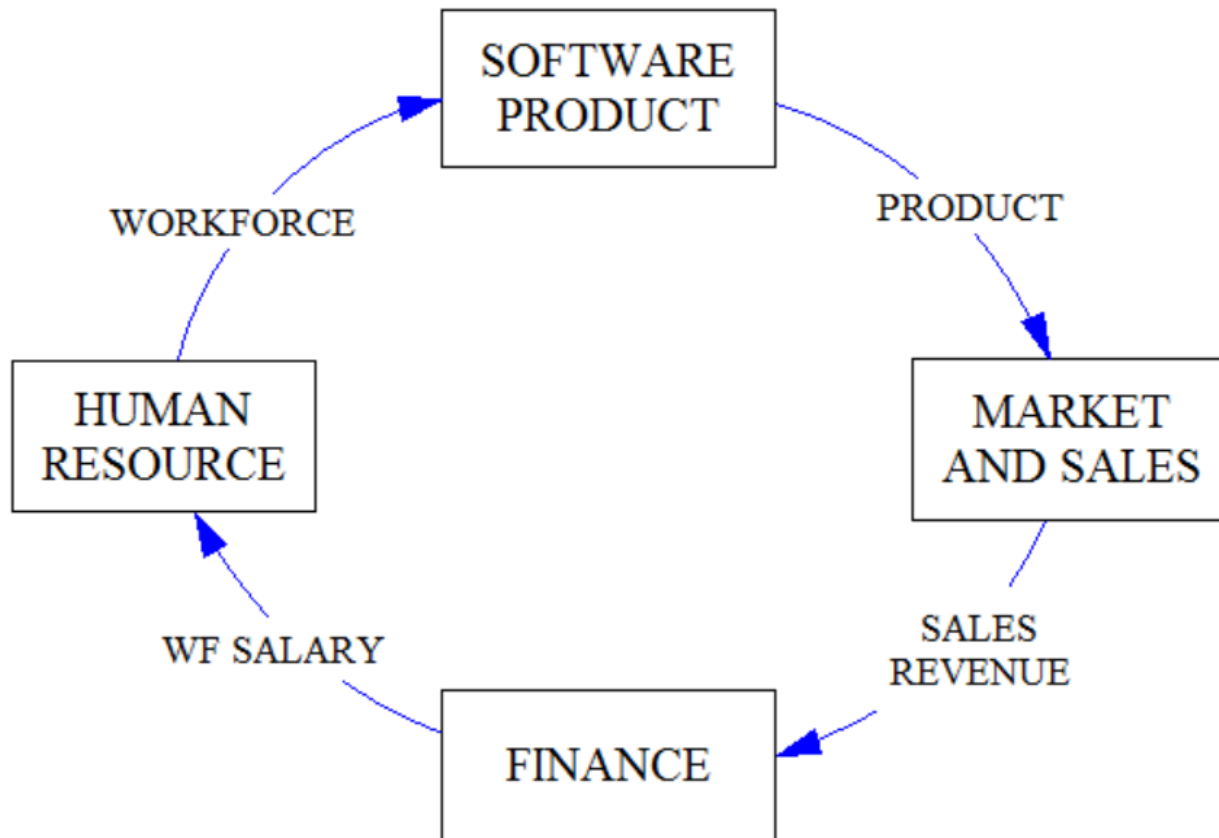 SOFTWARE
PRODUCT
PRODUCT
WORKFORCE
HUMAN
RESOURCE
MARKET
AND SALES
SALES
REVENUE
WF SALARY
FINANCE